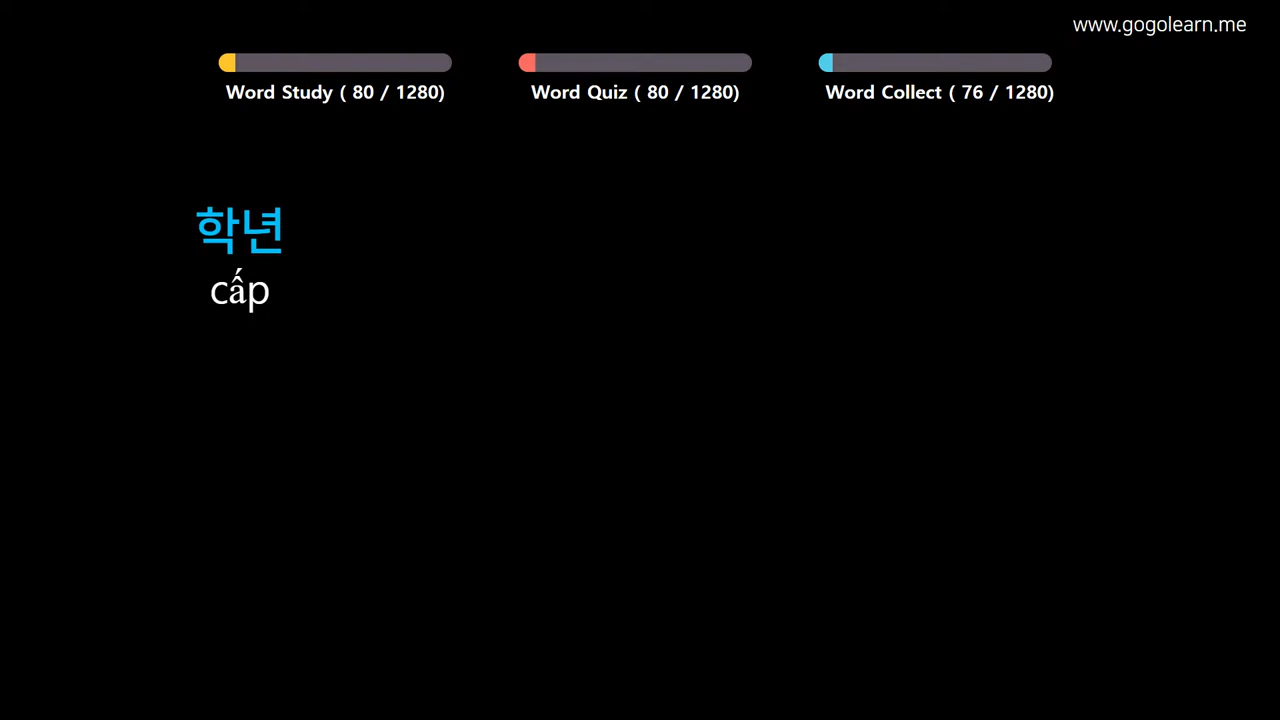 www.gogolearn.me
Word Study ( 80 / 1280)
Word Quiz ( 80 / 1280)
Word Collect ( 76 / 1280)
학년
cấp